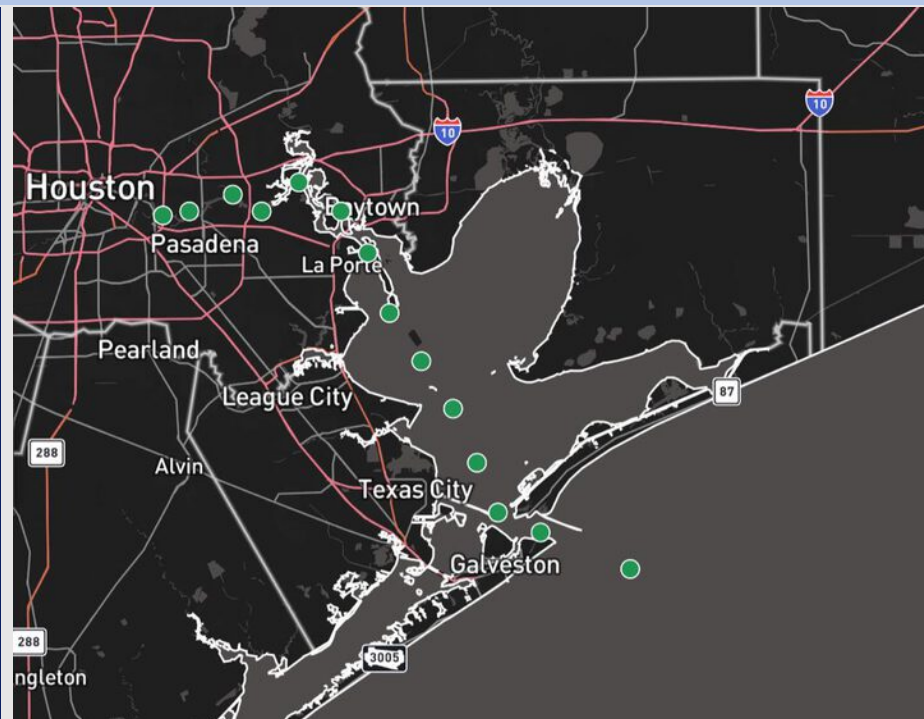 10
10
Houston
Baytown
Pasadena
La Porte
Pearland
87
League City
288
Alvin
Texas City
Galveston
288
3005
ngleton